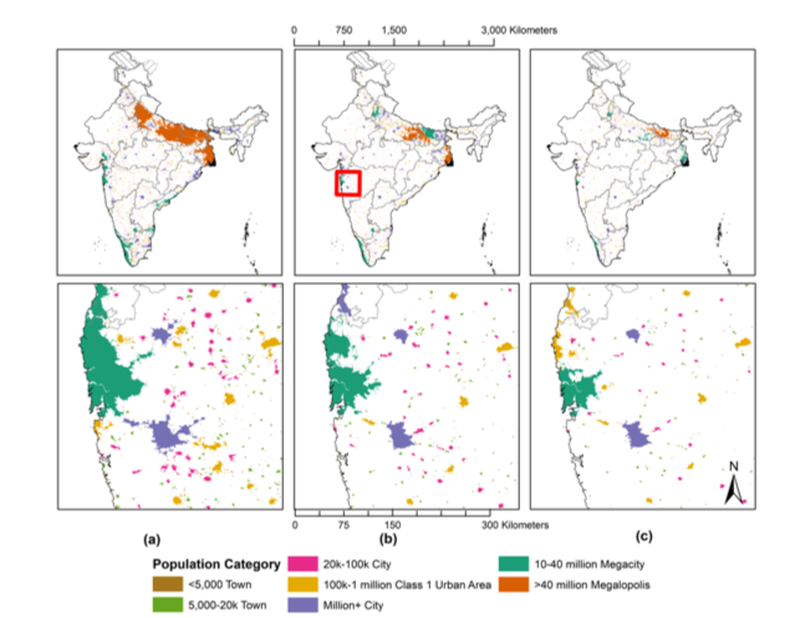 0 750 1,500 3,000 Kilometers
N
0 75 150 300 Kilometers
(a) (b) (c)
Population Category
<5,000 Town
5,000-20k Town
20k-100k City
100k-1 million Class 1 Urban Area
Million+ City
10-40 million Megacity
>40 million Megalopolis